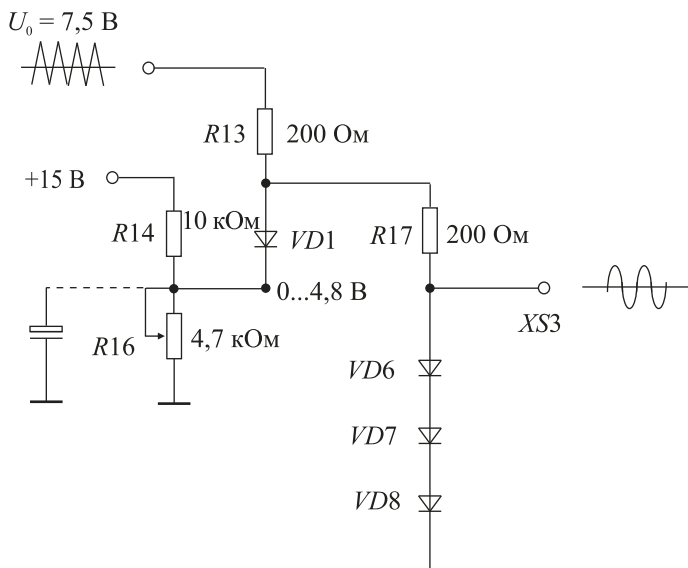 U₀ = 7,5 В
R13 200 Ом
+15 В
R14 10 кОм
VD1
R17 200 Ом
0...4,8 В
XS3
R16 4,7 кОм
VD6
VD7
VD8